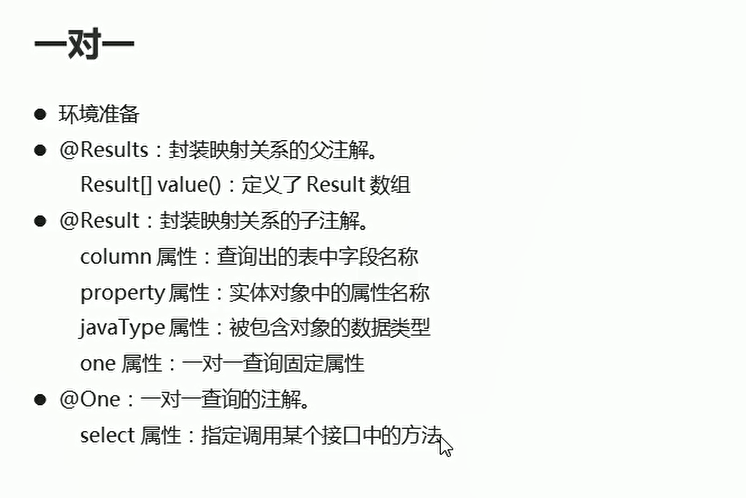 一对一
● 环境准备
● @Results：封装映射关系的父注解。
Result[] value()：定义了 Result 数组
● @Result：封装映射关系的子注解。
column 属性：查询出的表中字段名称
property 属性：实体对象中的属性名称
javaType 属性：被包含对象的数据类型
one 属性：一对一查询固定属性
● @One：一对一查询的注解。
select 属性：指定调用某个接口中的方法